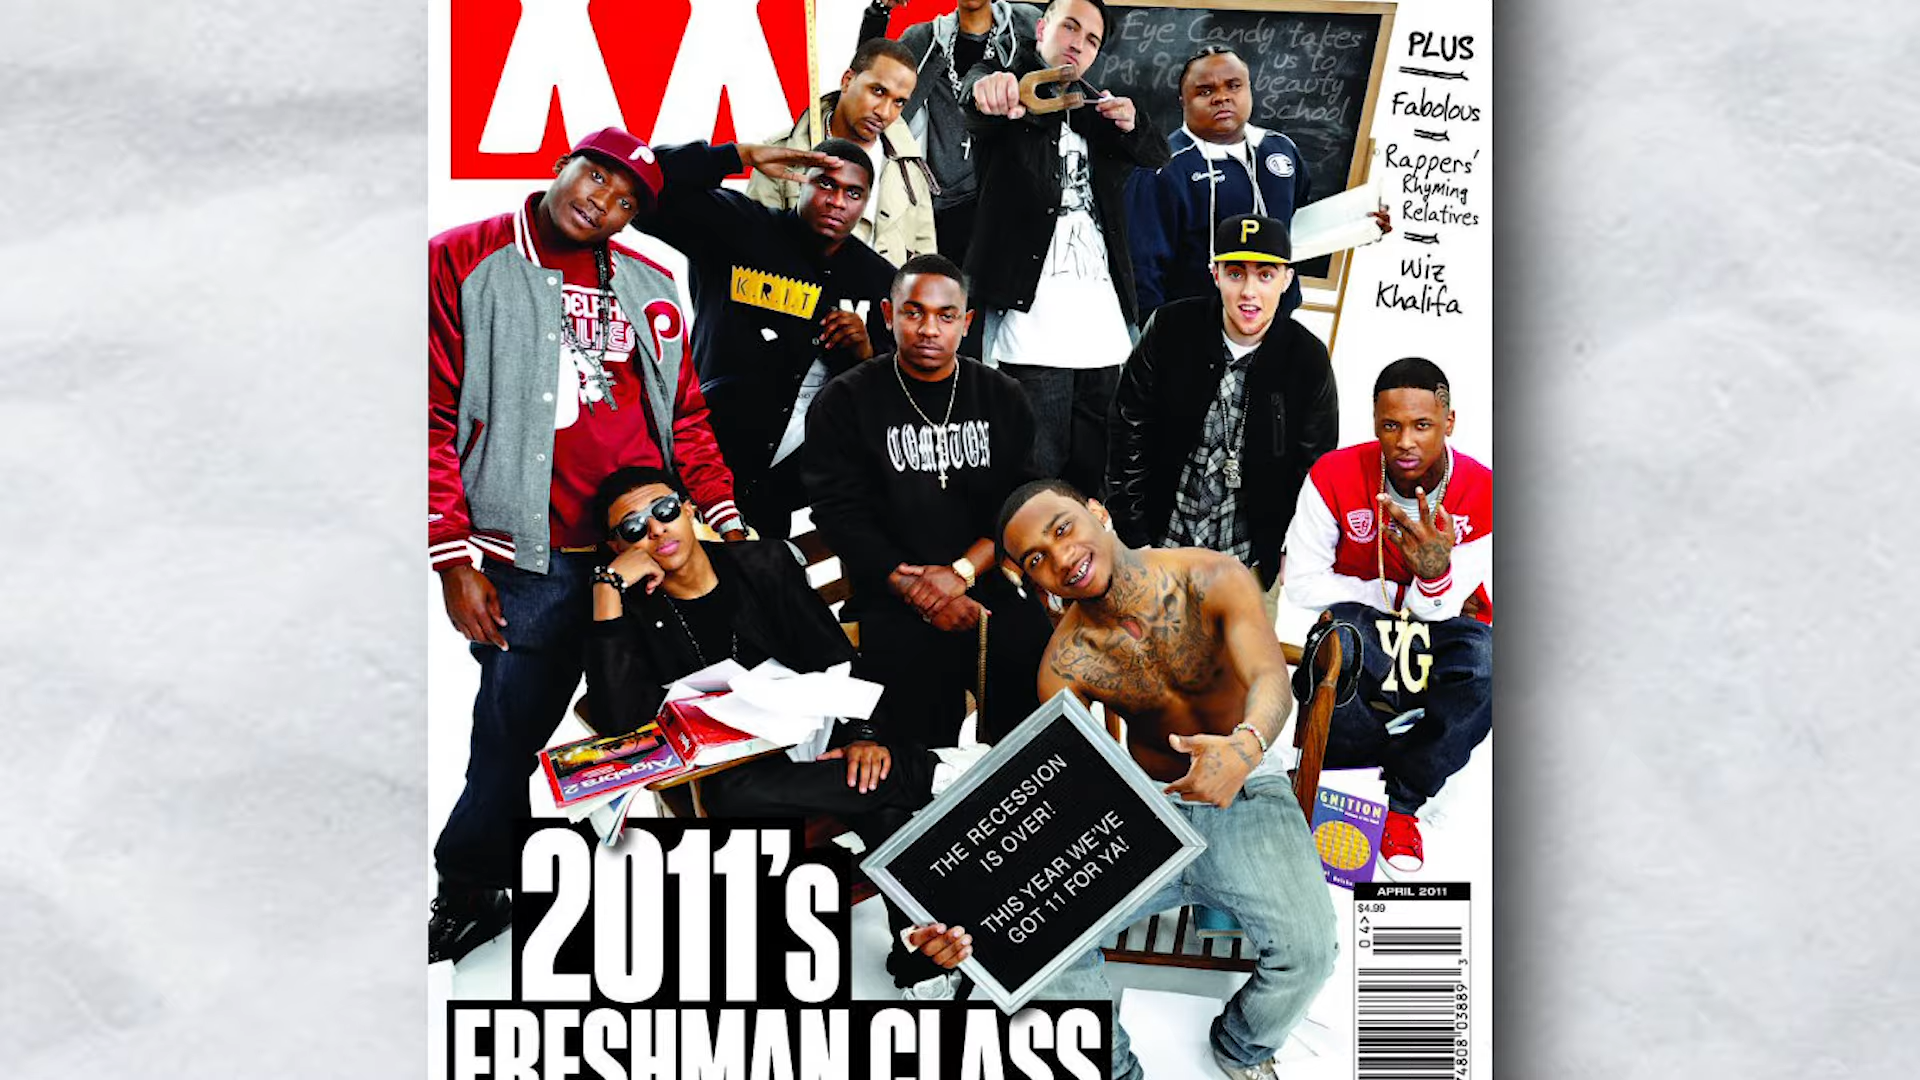 XX
Eye Candy takes
us to
pg. 90
beauty
School
PLUS
Fabolous
Rappers'
Rhyming
Relatives
Wiz
Khalifa
P
KRIT
M
P
P
COMPTON
YG
Algebra 2
THE RECESSION
IS OVER!
THIS YEAR WE'VE
GOT 11 FOR YA!
GNITION
2011's
FRESHMAN CLASS
APRIL 2011
$4.99
04>
74808 03889 3